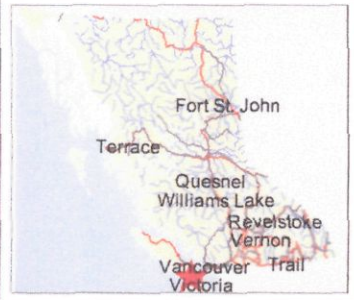 Fort St. John
Terrace
Quesnel
Williams Lake
Revelstoke
Vernon
Vancouver Trail
Victoria